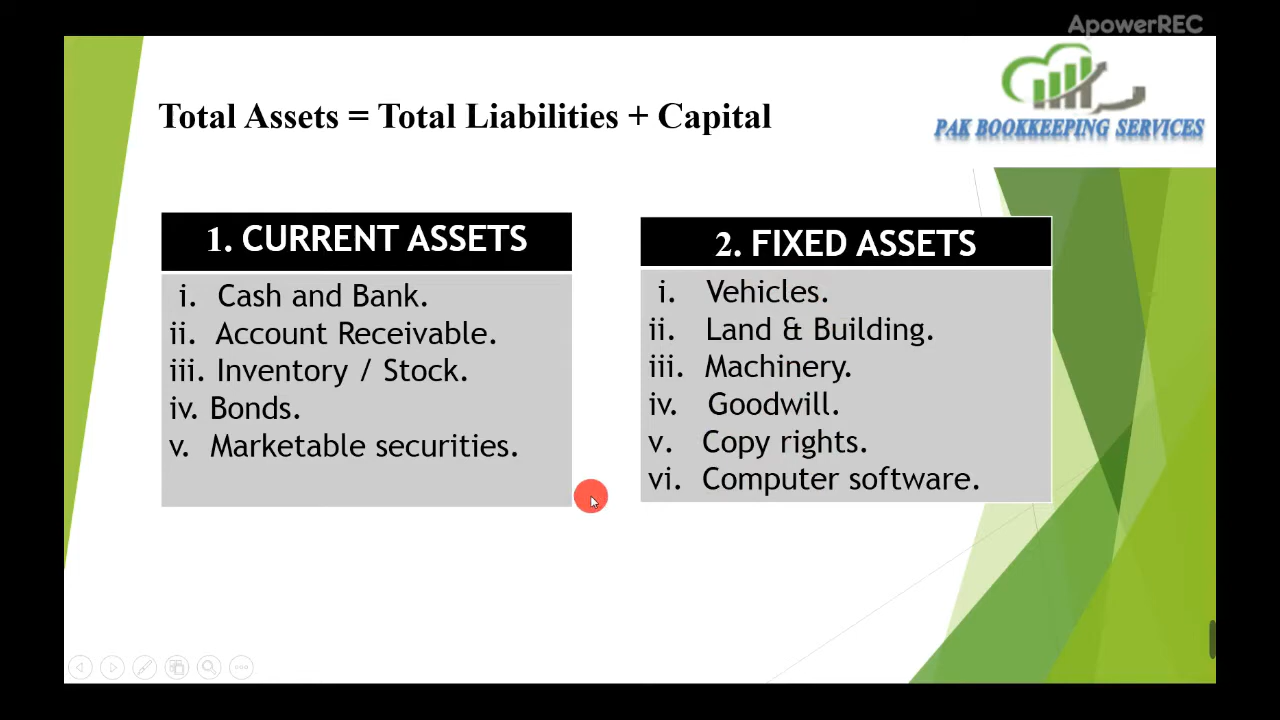 ApowerREC
PAK BOOKKEEPING SERVICES
Total Assets = Total Liabilities + Capital
1. CURRENT ASSETS
i. Cash and Bank.
ii. Account Receivable.
iii. Inventory / Stock.
iv. Bonds.
v. Marketable securities.
2. FIXED ASSETS
i. Vehicles.
ii. Land & Building.
iii. Machinery.
iv. Goodwill.
v. Copy rights.
vi. Computer software.